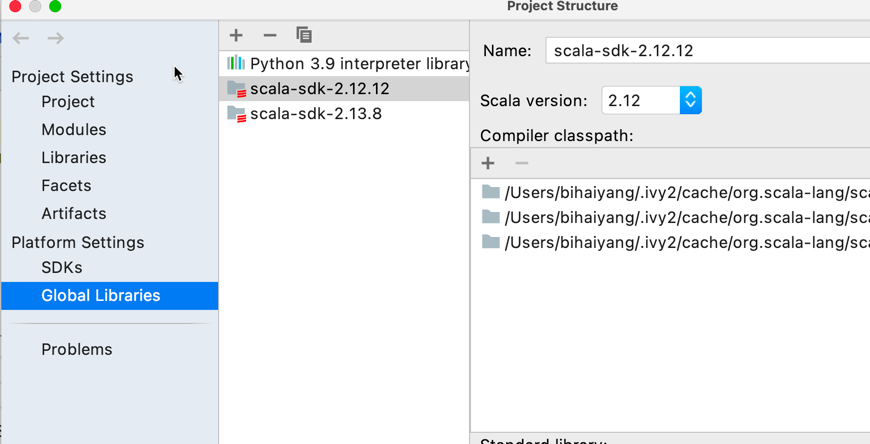 Project Structure
Project Settings
Project
Modules
Libraries
Facets
Artifacts
Platform Settings
SDKs
Global Libraries
Problems
Python 3.9 interpreter library
scala-sdk-2.12.12
scala-sdk-2.13.8
Name: scala-sdk-2.12.12
Scala version: 2.12
Compiler classpath:
/Users/bihaiyang/.ivy2/cache/org.scala-lang/sca
/Users/bihaiyang/.ivy2/cache/org.scala-lang/sca
/Users/bihaiyang/.ivy2/cache/org.scala-lang/sca
Standard library: